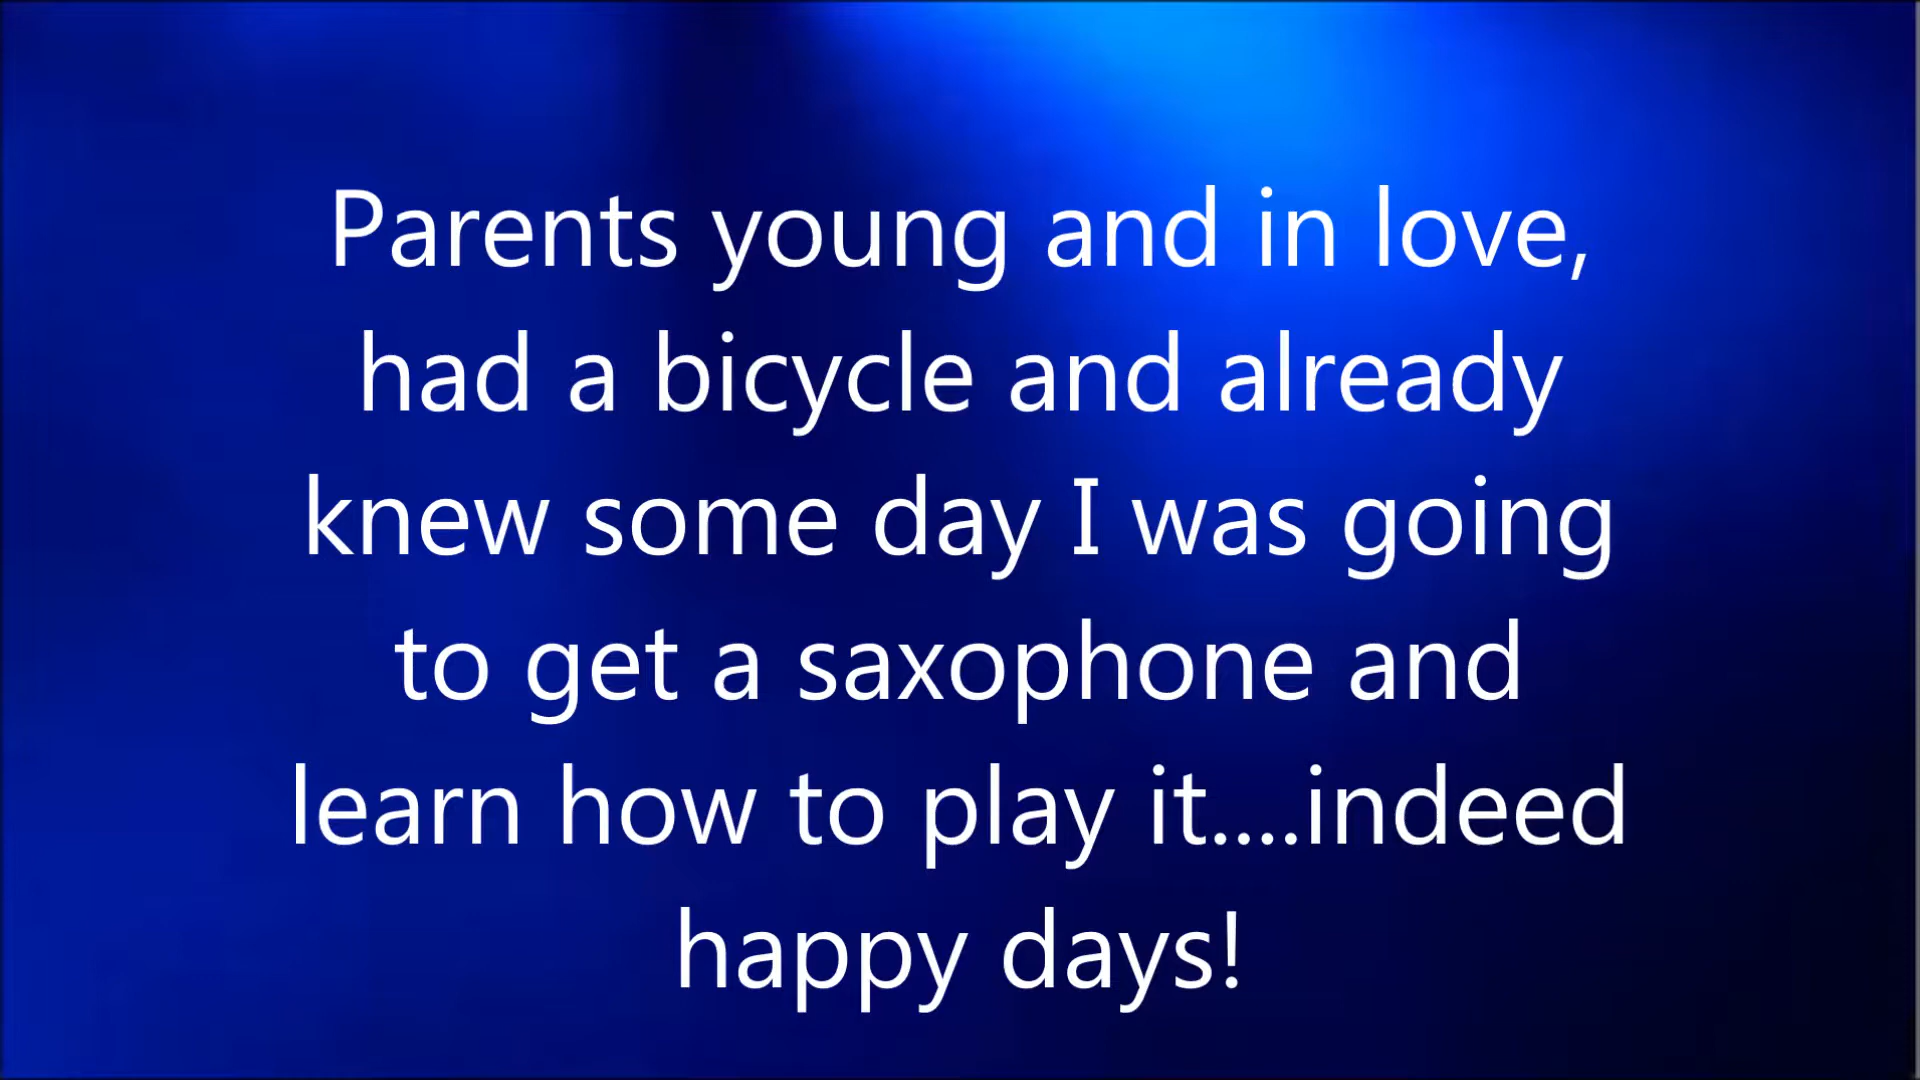 Parents young and in love,
had a bicycle and already
knew some day I was going
to get a saxophone and
learn how to play it....indeed
happy days!